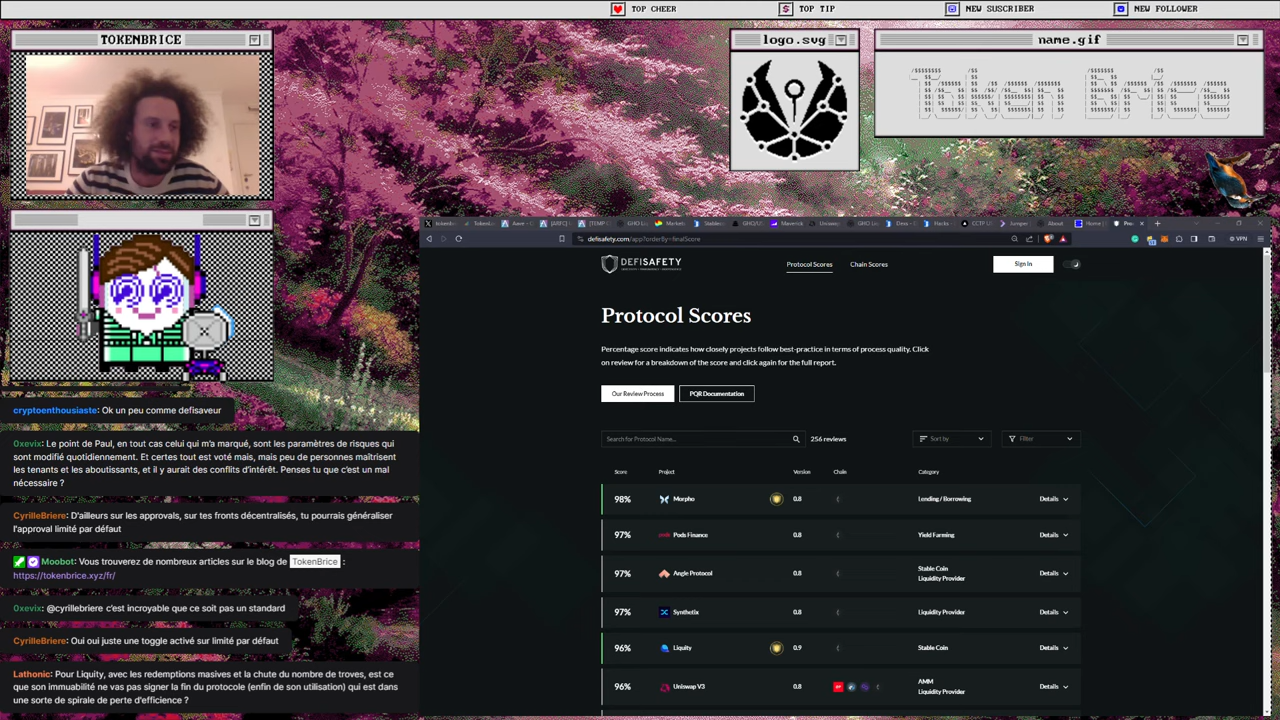 TOP CHEER
TOP TIP
NEW SUSCRIBER
NEW FOLLOWER
TOKENBRICE
logo.svg
name.gif
cryptoenthousiaste: Ok un peu comme defisaveur
0xevix: Le point de Paul, en tout cas celui qui m'a marqué, sont les paramètres de risques qui
sont modifié quotidiennement. Et certes tout est voté mais, mais peu de personnes maîtrisent
les tenants et les aboutissants, et il y aurait des conflits d'intérêt. Penses tu que c'est un mal
nécessaire ?
CyrilleBriere: D'ailleurs sur les approvals, sur tes fronts décentralisés, tu pourrais généraliser
l'approval limité par défaut
Moobot: Vous trouverez de nombreux articles sur le blog de TokenBrice :
https://tokenbrice.xyz/fr/
0xevix: @cyrillebriere c'est incroyable que ce soit pas un standard
CyrilleBriere: Oui oui juste une toggle activé sur limité par défaut
Lathonic: Pour Liquity, avec les redemptions masives et la chute du nombre de troves, est ce
que son immuabilité ne vas pas signer la fin du protocole (enfin de son utilisation) qui est dans
une sorte de spirale de perte d'efficience ?
defisafety.com/app?orderBy=finalScore
VPN
DEFISAFETY
Protocol Scores
Chain Scores
Sign In
Protocol Scores
Percentage score indicates how closely projects follow best-practice in terms of process quality. Click
on review for a breakdown of the score and click again for the full report.
Our Review Process
PQR Documentation
Search for Protocol Name...
256 reviews
Sort by
Filter
Score
Project
Version
Chain
Category
98%
Morpho
0.8
Lending / Borrowing
Details
97%
Pods Finance
0.8
Yield Farming
Details
97%
Angle Protocol
0.8
Stable Coin
Liquidity Provider
Details
97%
Synthetix
0.8
Liquidity Provider
Details
96%
Liquity
0.9
Stable Coin
Details
96%
Uniswap V3
0.8
AMM
Liquidity Provider
Details